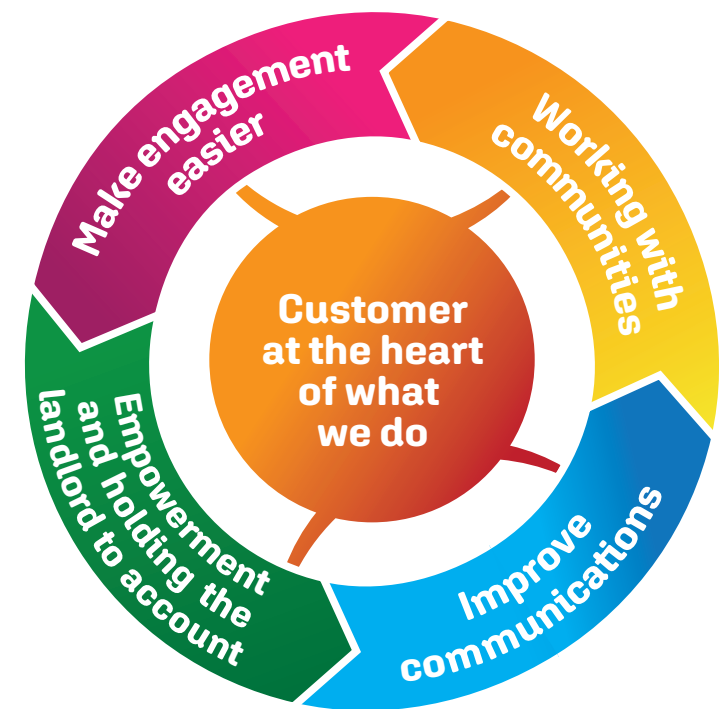 Make engagement
easier
Working with
communities
Improve
communications
Empowerment
and holding the
landlord to account
Customer
at the heart
of what
we do